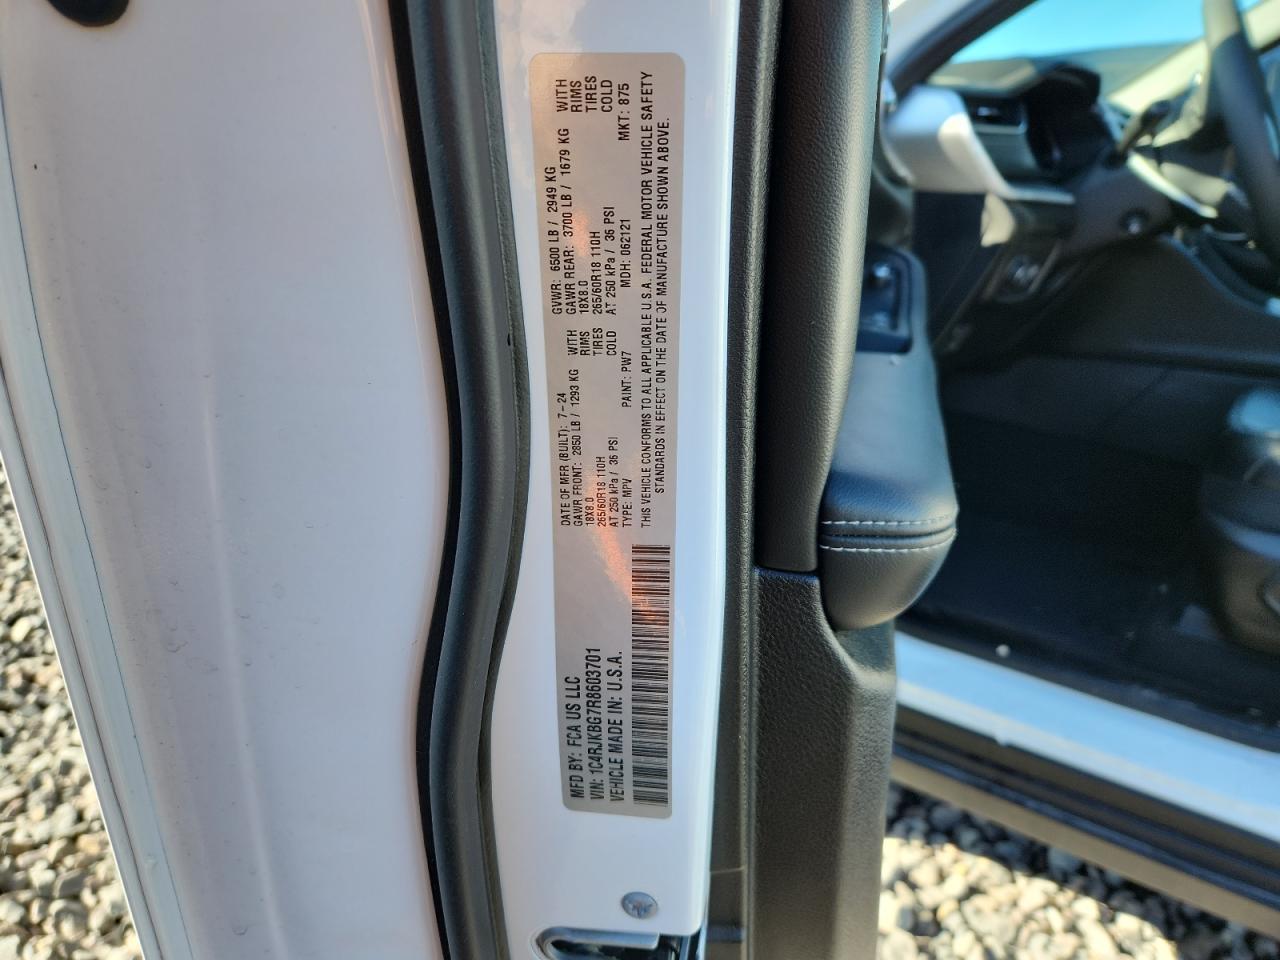 MFD BY: FCA US LLC
VIN: 1C4RJKBG7R8603701
VEHICLE MADE IN: U.S.A.
DATE OF MFR (BUILT): 7-24 GVWR: 6500 LB / 2949 KG
GAWR FRONT: 2850 LB / 1293 KG WITH GAWR REAR: 3700 LB / 1679 KG WITH
18X8.0 RIMS 18X8.0 RIMS
265/60R18 110H TIRES 265/60R18 110H TIRES
AT 250 kPa / 36 PSI COLD AT 250 kPa / 36 PSI COLD
TYPE: MPV PAINT: PW7 MDH: 062121 MKT: 875
THIS VEHICLE CONFORMS TO ALL APPLICABLE U.S.A. FEDERAL MOTOR VEHICLE SAFETY
STANDARDS IN EFFECT ON THE DATE OF MANUFACTURE SHOWN ABOVE.